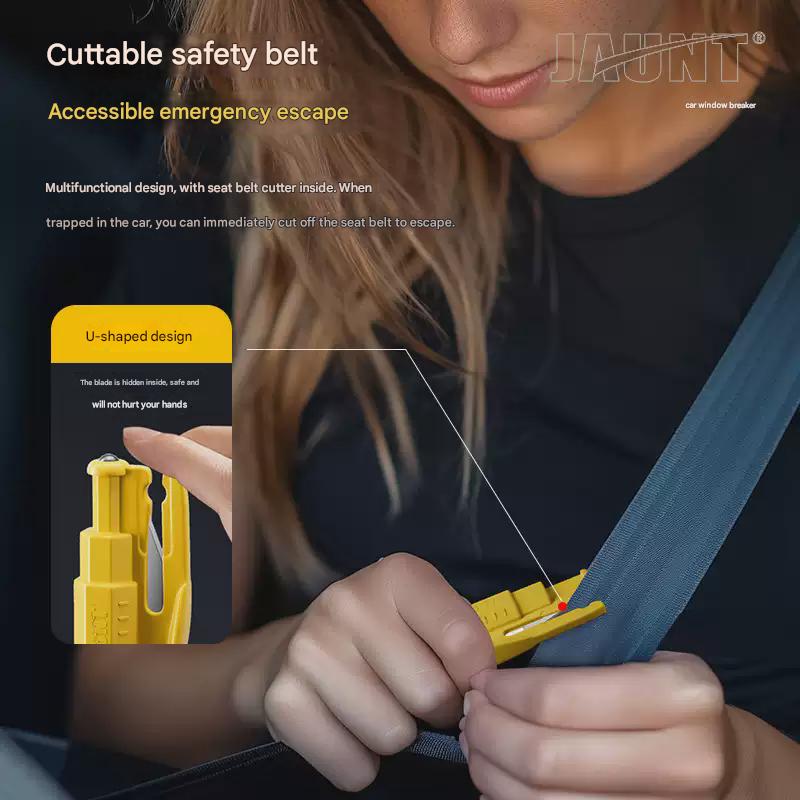 Cuttable safety belt
JAUNT®
car window breaker
Accessible emergency escape
Multifunctional design, with seat belt cutter inside. When
trapped in the car, you can immediately cut off the seat belt to escape.
U-shaped design
The blade is hidden inside, safe and
will not hurt your hands